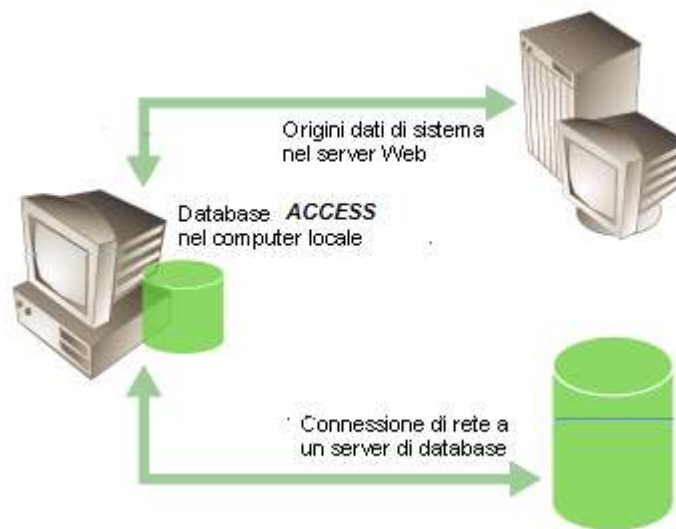 Origini dati di sistema
nel server Web
Database ACCESS
nel computer locale
Connessione di rete a
un server di database